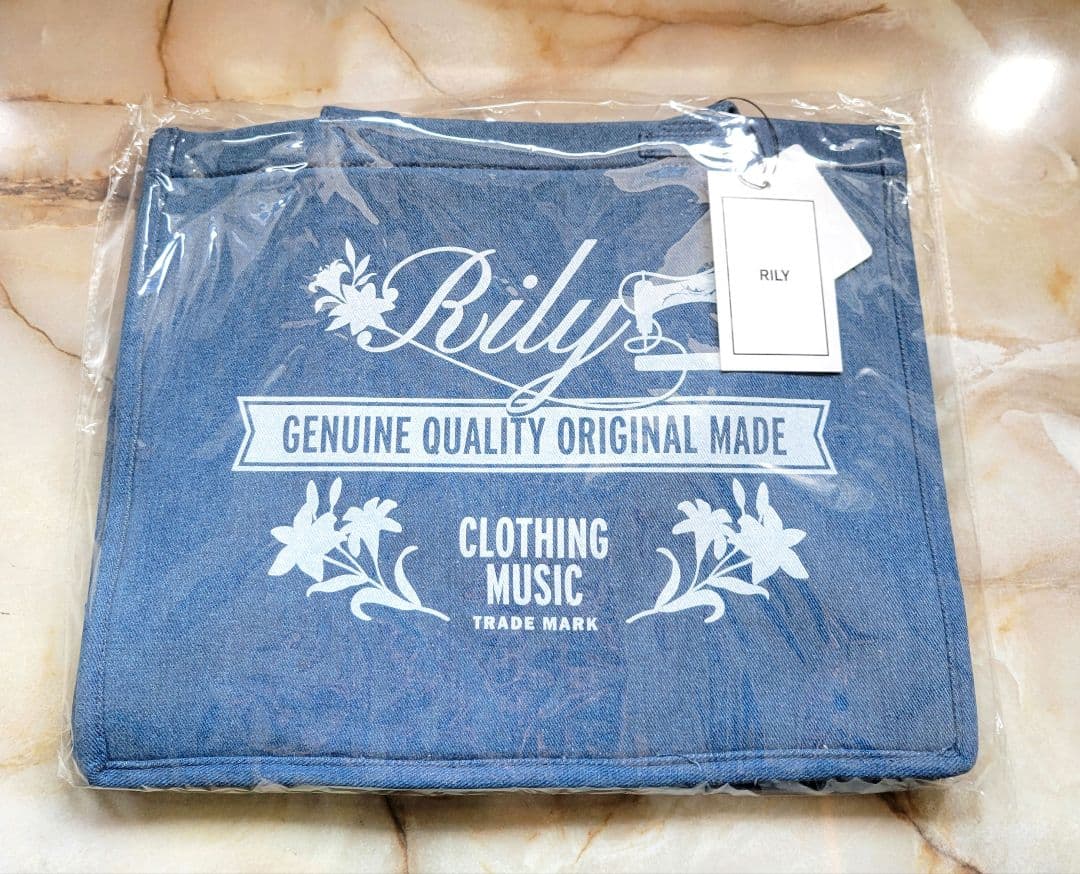 RILY
Rily
GENUINE QUALITY ORIGINAL MADE
CLOTHING
MUSIC
TRADE MARK